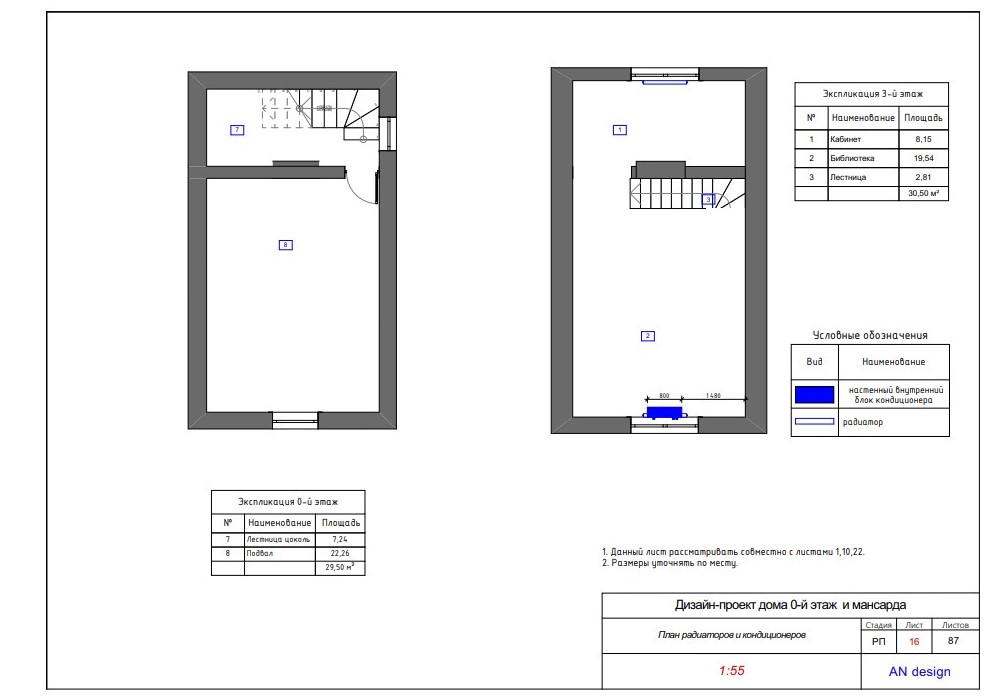 7
8
1
3
2
800
1480
Экспликация 3-й этаж
№ Наименование Площадь
1 Кабинет 8,15
2 Библиотека 19,54
3 Лестница 2,81
30,50 м²
Условные обозначения
Вид Наименование
настенный внутренний
блок кондиционера
радиатор
Экспликация 0-й этаж
№ Наименование Площадь
7 Лестница цоколь 7,24
8 Подвал 22,26
29,50 м²
1. Данный лист рассматривать совместно с листами 1,10,22.
2. Размеры уточнять по месту.
Дизайн-проект дома 0-й этаж и мансарда
План радиаторов и кондиционеров
Стадия Лист Листов
РП 16 87
1:55
AN design